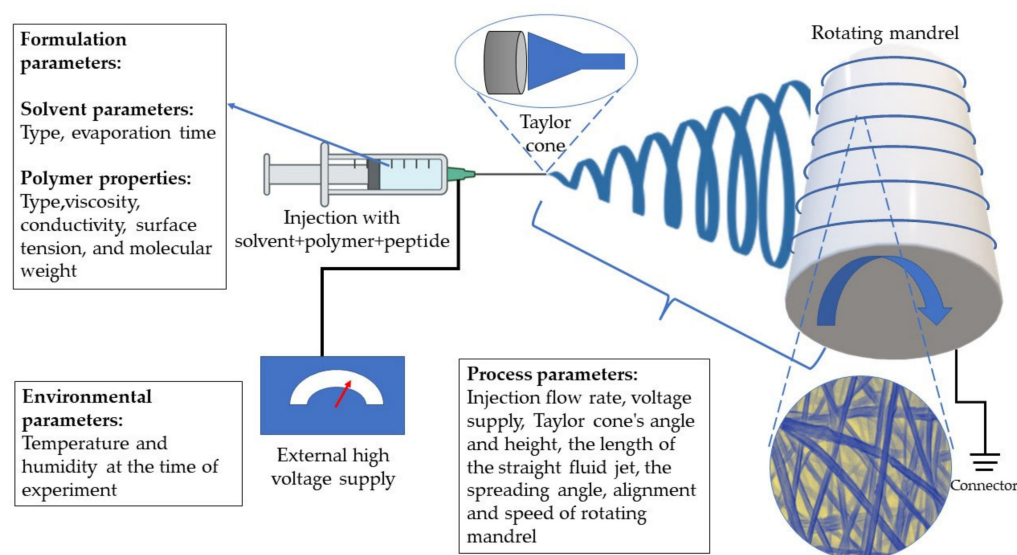 Formulation
parameters:
Solvent parameters:
Type, evaporation time
Polymer properties:
Type,viscosity,
conductivity, surface
tension, and molecular
weight
Taylor
cone
Rotating mandrel
Injection with
solvent+polymer+peptide
Environmental
parameters:
Temperature and
humidity at the time of
experiment
External high
voltage supply
Process parameters:
Injection flow rate, voltage
supply, Taylor cone's angle
and height, the length of
the straight fluid jet, the
spreading angle, alignment
and speed of rotating
mandrel
Connector